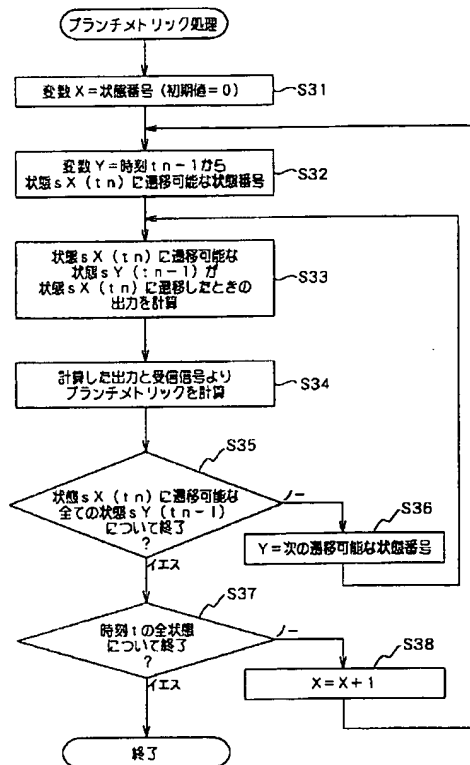 ブランチメトリック処理
変数X=状態番号(初期値=0)
S31
変数Y=時刻tn-1から
状態sX(tn)に遷移可能な状態番号
S32
状態sX(tn)に遷移可能な
状態sY(tn-1)が
状態sX(tn)に遷移したときの
出力を計算
S33
計算した出力と受信信号より
ブランチメトリックを計算
S34
S35
状態sX(tn)に遷移可能な
全ての状態sY(tn-1)
について終了
?
ノー
イエス
S36
Y=次の遷移可能な状態番号
S37
時刻tの全状態
について終了
?
ノー
イエス
S38
X=X+1
終了